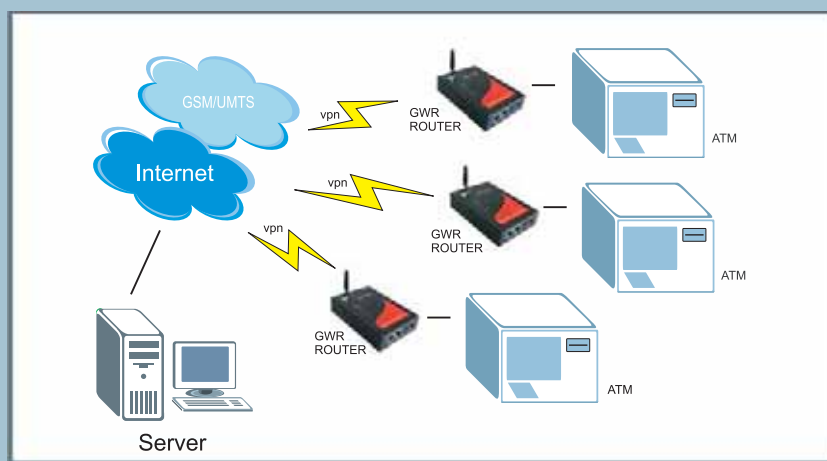 GSM/UMTS
vpn
GWR
ROUTER
ATM
Internet
vpn
GWR
ROUTER
ATM
vpn
GWR
ROUTER
ATM
Server